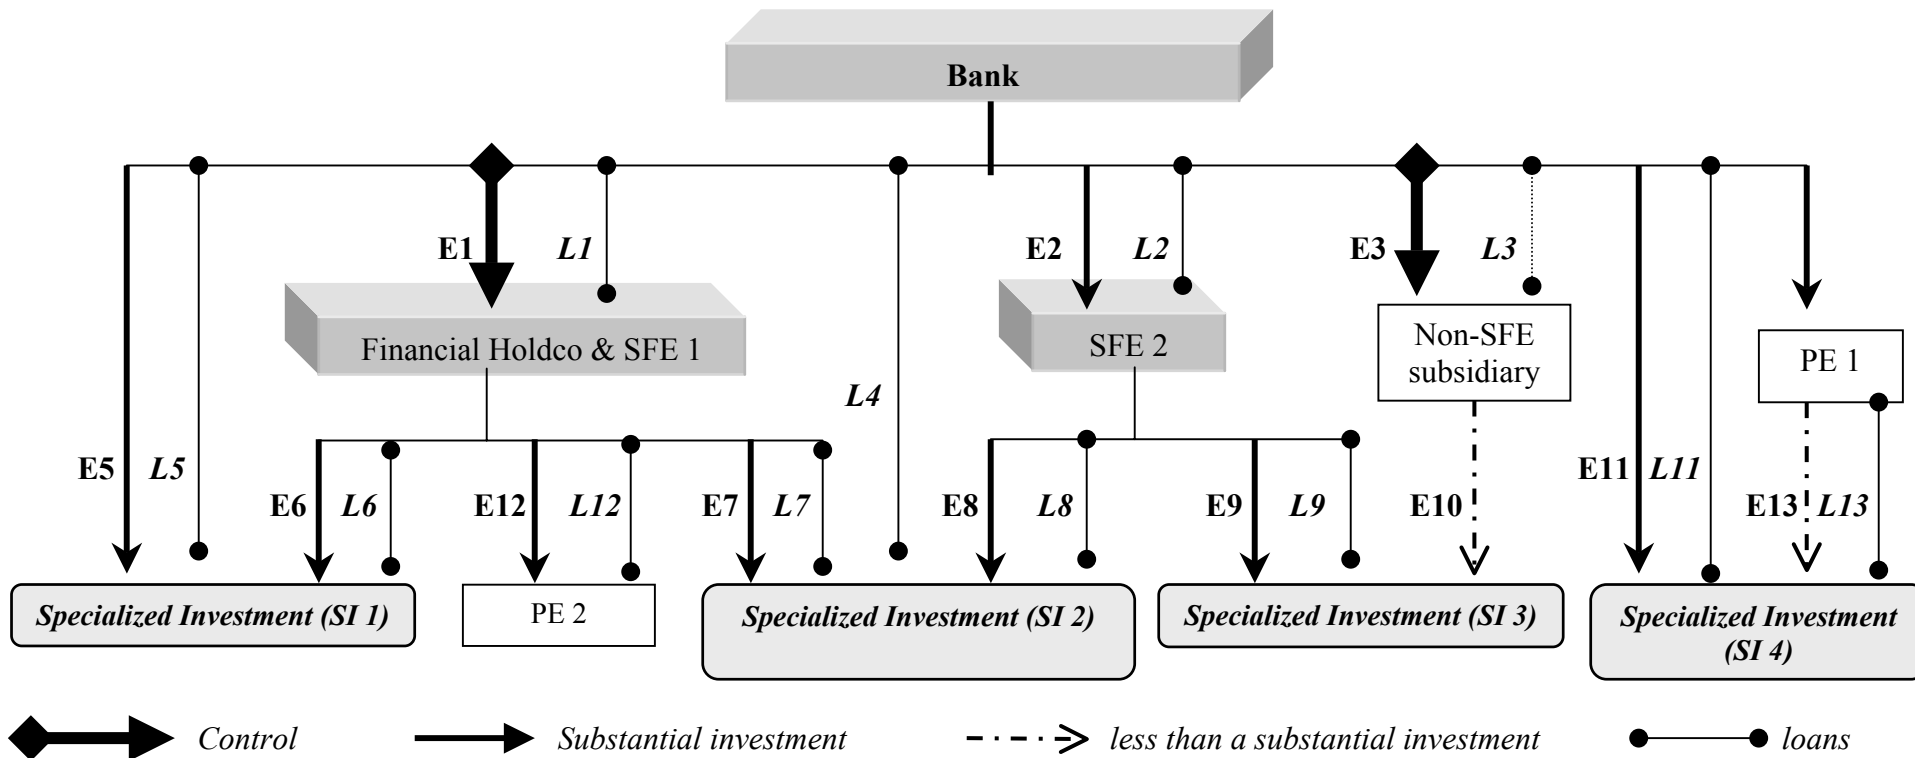 Bank
E1
L1
E2
L2
E3
L3
Financial Holdco & SFE 1
SFE 2
Non-SFE
subsidiary
PE 1
L4
E5
L5
E6
L6
E12
L12
E7
L7
E8
L8
E9
L9
E10
E11
L11
E13
L13
Specialized Investment (SI 1)
PE 2
Specialized Investment (SI 2)
Specialized Investment (SI 3)
Specialized Investment
(SI 4)
Control
Substantial investment
less than a substantial investment
loans